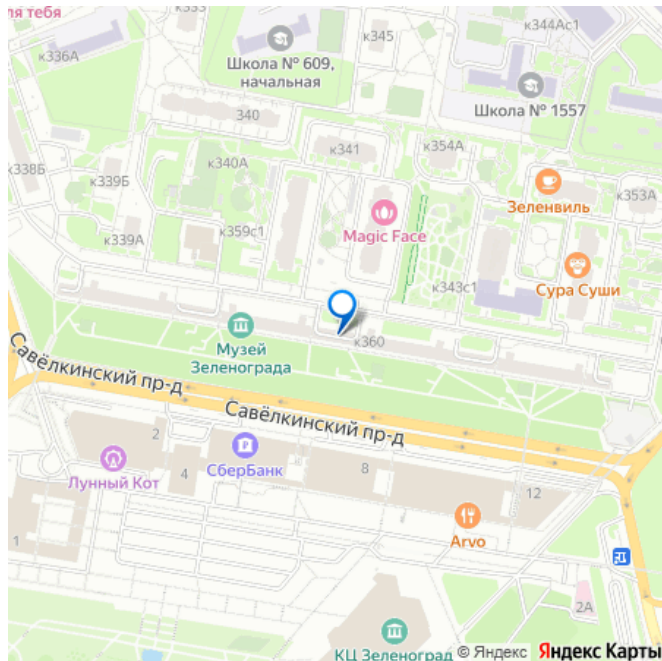 ля тебя
к336А
к345
к344Ас1
Школа № 609,
начальная
Школа № 1557
340
к341
к354А
к338Б
к339Б
к340А
к353А
Зеленвиль
к339А
к359с1
Magic Face
к343с1
Сура Суши
Музей
Зеленограда
к360
Савёлкинский пр-д
Савёлкинский пр-д
2
СберБанк
Лунный Кот
4
8
12
Arvo
1
2А
КЦ Зеленоград
© Яндекс Яндекс Карты